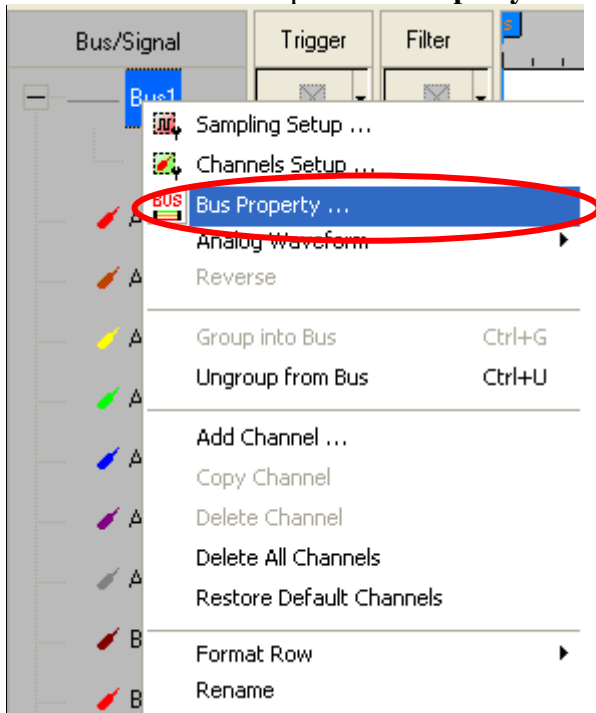 Bus/Signal Trigger Filter s
Bus1
Sampling Setup ...
Channels Setup ...
BUS Bus Property ...
A
Analog Waveform
A Reverse
A Group into Bus Ctrl+G
Ungroup from Bus Ctrl+U
A
Add Channel ...
A
Copy Channel
A Delete Channel
Delete All Channels
A
Restore Default Channels
B
Format Row
B Rename